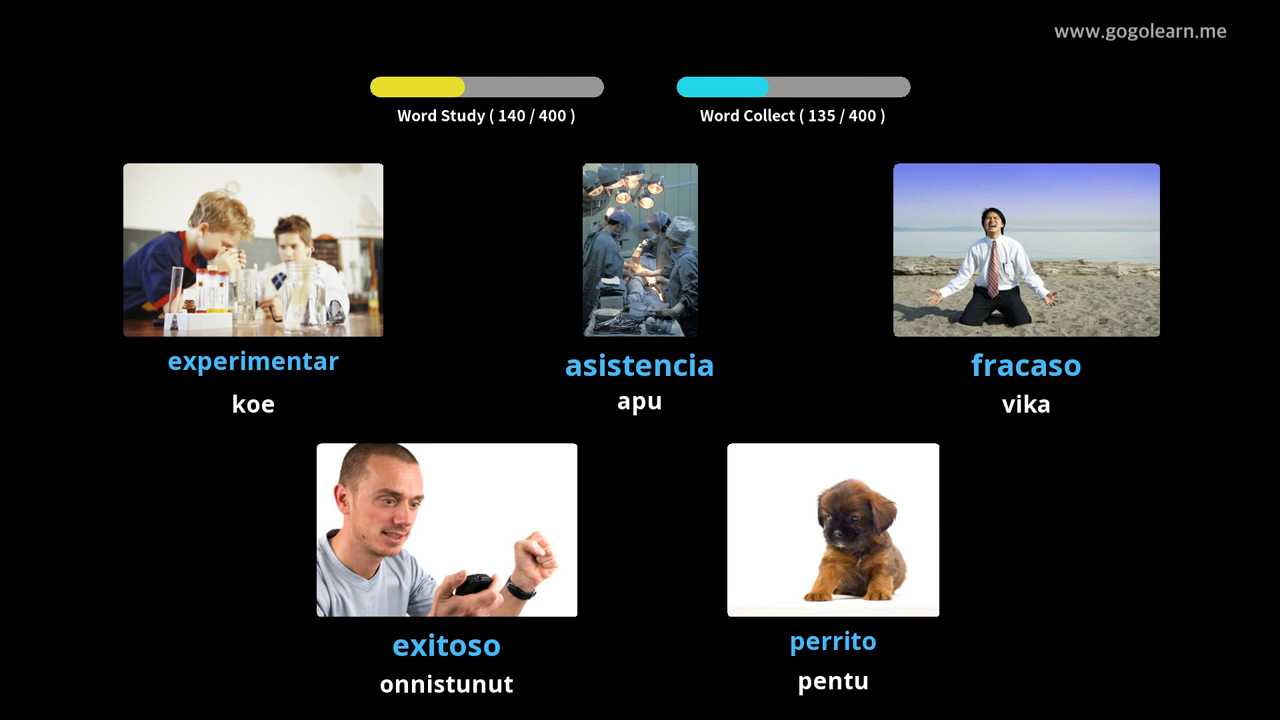 www.gogolearn.me
Word Study ( 140 / 400 )
Word Collect ( 135 / 400 )
experimentar
koe
asistencia
apu
fracaso
vika
exitoso
onnistunut
perrito
pentu